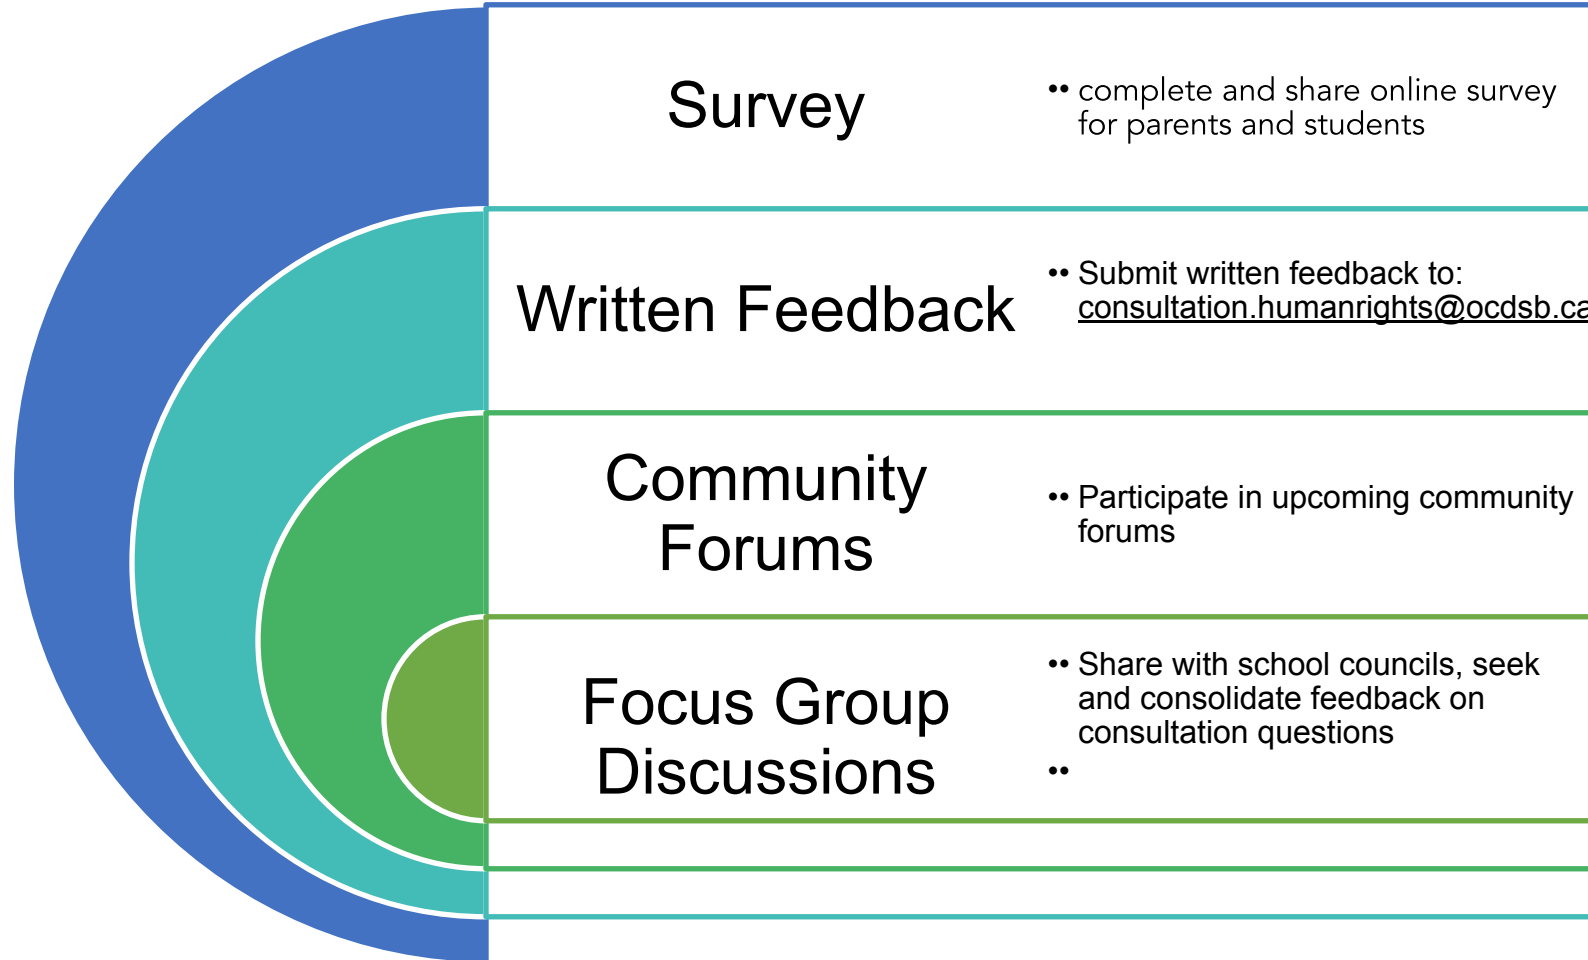 Survey
•• complete and share online survey
for parents and students
Written Feedback
•• Submit written feedback to:
consultation.humanrights@ocdsb.ca
Community
Forums
•• Participate in upcoming community
forums
Focus Group
Discussions
•• Share with school councils, seek
and consolidate feedback on
consultation questions
••